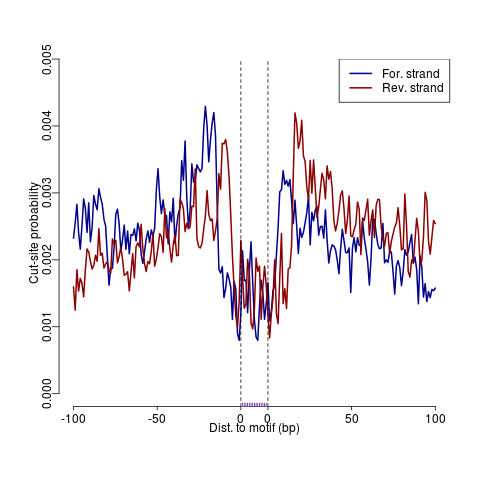 For. strand
Rev. strand
Cut-site probability
0.005
0.004
0.003
0.002
0.001
0.000
-100 -50 0 0 50 100
Dist. to motif (bp)